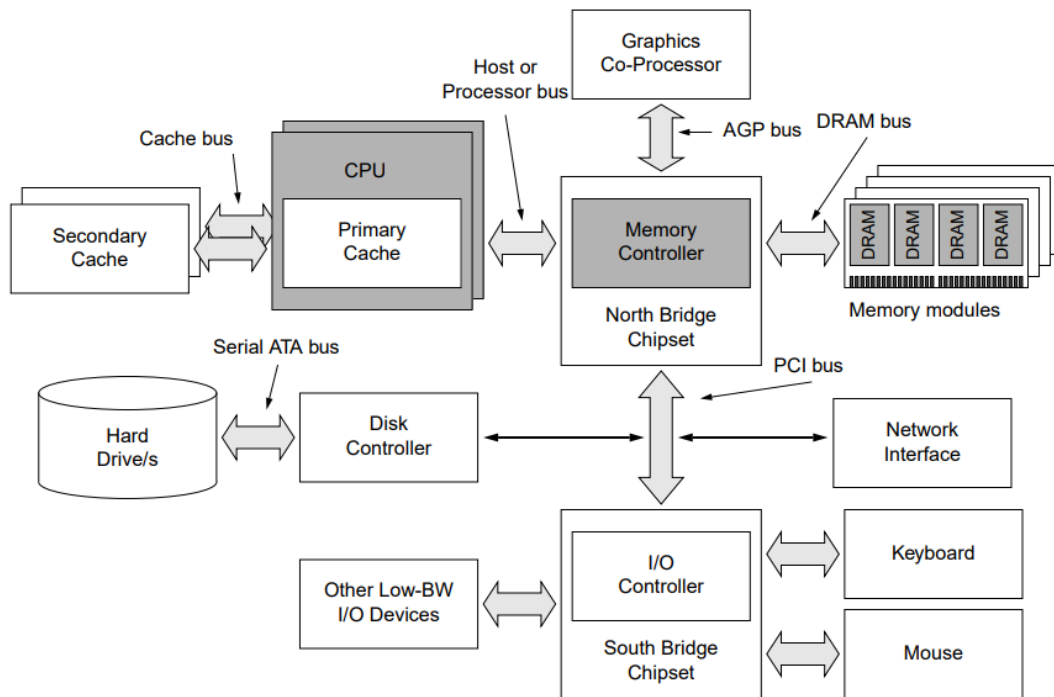 Graphics
Co-Processor
Host or
Processor bus
AGP bus
DRAM bus
Cache bus
CPU
Primary
Cache
Secondary
Cache
Memory
Controller
North Bridge
Chipset
DRAM
DRAM
DRAM
DRAM
Memory modules
Serial ATA bus
PCI bus
Hard
Drive/s
Disk
Controller
Network
Interface
I/O
Controller
South Bridge
Chipset
Other Low-BW
I/O Devices
Keyboard
Mouse